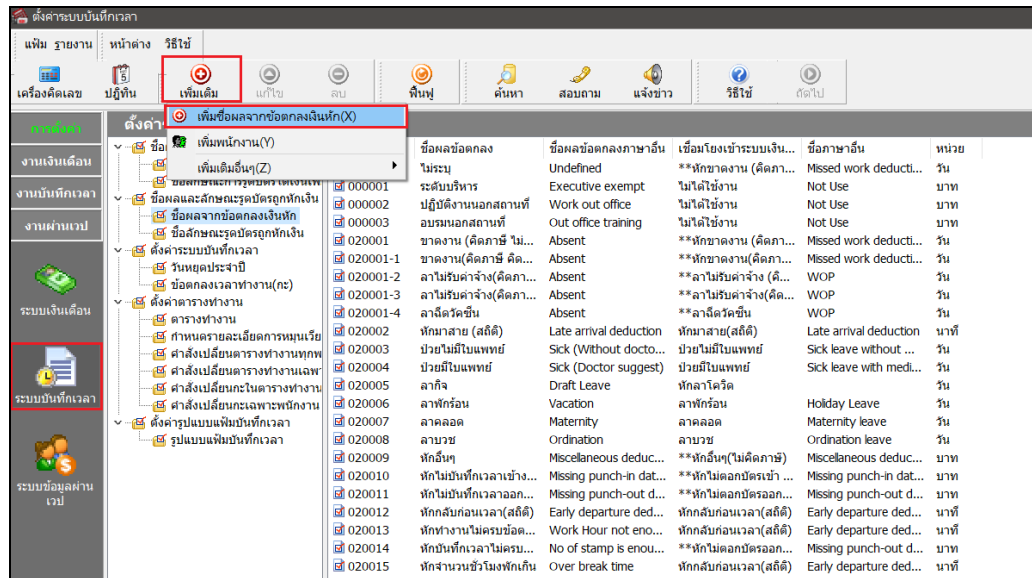 ตั้งค่าระบบบันทึกเวลา
แฟ้ม รายงาน หน้าต่าง วิธีใช้
เครื่องคิดเลข ปฎิทิน เพิ่มเติม แก้ไข ลบ ฟื้นฟู ค้นหา สอบถาม แจ้งข่าว วิธีใช้ ถัดไป
การตั้งค่า
งานเงินเดือน
งานบันทึกเวลา
งานผ่านเวป
ระบบเงินเดือน
ระบบบันทึกเวลา
ระบบข้อมูลผ่าน
เวป
เพิ่มชื่อผลจากข้อตกลงเงินหัก(X)
เพิ่มพนักงาน(Y)
เพิ่มเติมอื่นๆ(Z)
ชื่อผลและลักษณะรูดบัตรถูกหักเงิน
ชื่อผลจากข้อตกลงเงินหัก
ชื่อลักษณะรูดบัตรถูกหักเงิน
ตั้งค่าระบบบันทึกเวลา
วันหยุดประจำปี
ข้อตกลงเวลาทำงาน(กะ)
ตั้งค่าตารางทำงาน
ตารางทำงาน
กำหนดรายละเอียดการหมุนเวีย
คำสั่งเปลี่ยนตารางทำงานทุกพ
คำสั่งเปลี่ยนตารางทำงานเฉพา
คำสั่งเปลี่ยนกะในตารางทำงาน
คำสั่งเปลี่ยนกะเฉพาะพนักงาน
ตั้งค่ารูปแบบแฟ้มบันทึกเวลา
รูปแบบแฟ้มบันทึกเวลา
ชื่อผลข้อตกลง ชื่อผลข้อตกลงภาษาอื่น เชื่อมโยงเข้าระบบเงิน... ชื่อภาษาอื่น หน่วย
ไม่ระบุ Undefined **หักขาดงาน (คิดภา... Missed work deducti... วัน
000001 ระดับบริหาร Executive exempt ไม่ได้ใช้งาน Not Use บาท
000002 ปฏิบัติงานนอกสถานที่ Work out office ไม่ได้ใช้งาน Not Use บาท
000003 อบรมนอกสถานที่ Out office training ไม่ได้ใช้งาน Not Use บาท
020001 ขาดงาน (คิดภาษี ไม่... Absent **หักขาดงาน (คิดภา... Missed work deducti... วัน
020001-1 ขาดงาน(คิดภาษี คิด... Absent **หักขาดงาน(คิดภา... Missed work deducti... วัน
020001-2 ลาไม่รับค่าจ้าง(คิดภา... Absent **ลาไม่รับค่าจ้าง (คิ... WOP วัน
020001-3 ลาไม่รับค่าจ้าง(คิดภา... Absent **ลาไม่รับค่าจ้าง(คิด... WOP วัน
020001-4 ลาฉีดวัคซีน Absent **ลาฉีดวัคซีน WOP วัน
020002 หักมาสาย (สถิติ) Late arrival deduction หักมาสาย(สถิติ) Late arrival deduction นาที
020003 ป่วยไม่มีใบแพทย์ Sick (Without docto... ป่วยไม่มีใบแพทย์ Sick leave without ... วัน
020004 ป่วยมีใบแพทย์ Sick (Doctor suggest) ป่วยมีใบแพทย์ Sick leave with medi... วัน
020005 ลากิจ Draft Leave หักลาโควิด วัน
020006 ลาพักร้อน Vacation ลาพักร้อน Holiday Leave วัน
020007 ลาคลอด Maternity ลาคลอด Maternity leave วัน
020008 ลาบวช Ordination ลาบวช Ordination leave วัน
020009 หักอื่นๆ Miscellaneous deduc... **หักอื่นๆ(ไม่คิดภาษี) Miscellaneous deduc... บาท
020010 หักไม่บันทึกเวลาเข้าง... Missing punch-in dat... **หักไม่ตอกบัตรเข้า ... Missing punch-in dat... บาท
020011 หักไม่บันทึกเวลาออก... Missing punch-out d... **หักไม่ตอกบัตรออก... Missing punch-out d... บาท
020012 หักกลับก่อนเวลา(สถิติ) Early departure ded... หักกลับก่อนเวลา(สถิติ) Early departure ded... นาที
020013 หักทำงานไม่ครบข้อต... Work Hour not eno... หักกลับก่อนเวลา(สถิติ) Early departure ded... นาที
020014 หักบันทึกเวลาไม่ครบ... No of stamp is enou... **หักไม่ตอกบัตรออก... Missing punch-out d... บาท
020015 หักจำนวนชั่วโมงพักเกิน Over break time หักกลับก่อนเวลา(สถิติ) Early departure ded... นาที